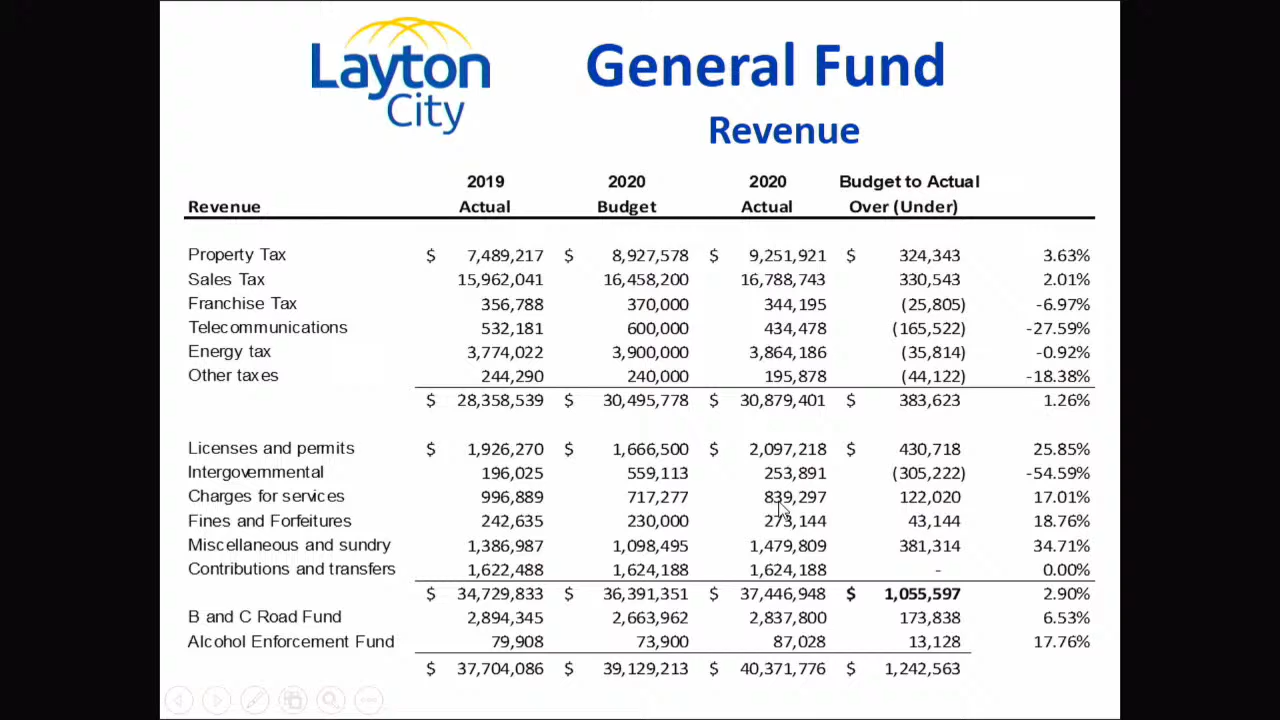 Layton
City
General Fund
Revenue
2019 2020 2020 Budget to Actual
Revenue Actual Budget Actual Over (Under)
Property Tax $ 7,489,217 $ 8,927,578 $ 9,251,921 $ 324,343 3.63%
Sales Tax 15,962,041 16,458,200 16,788,743 330,543 2.01%
Franchise Tax 356,788 370,000 344,195 (25,805) -6.97%
Telecommunications 532,181 600,000 434,478 (165,522) -27.59%
Energy tax 3,774,022 3,900,000 3,864,186 (35,814) -0.92%
Other taxes 244,290 240,000 195,878 (44,122) -18.38%
$ 28,358,539 $ 30,495,778 $ 30,879,401 $ 383,623 1.26%
Licenses and permits $ 1,926,270 $ 1,666,500 $ 2,097,218 $ 430,718 25.85%
Intergovernmental 196,025 559,113 253,891 (305,222) -54.59%
Charges for services 996,889 717,277 839,297 122,020 17.01%
Fines and Forfeitures 242,635 230,000 273,144 43,144 18.76%
Miscellaneous and sundry 1,386,987 1,098,495 1,479,809 381,314 34.71%
Contributions and transfers 1,622,488 1,624,188 1,624,188 - 0.00%
$ 34,729,833 $ 36,391,351 $ 37,446,948 $ 1,055,597 2.90%
B and C Road Fund 2,894,345 2,663,962 2,837,800 173,838 6.53%
Alcohol Enforcement Fund 79,908 73,900 87,028 13,128 17.76%
$ 37,704,086 $ 39,129,213 $ 40,371,776 $ 1,242,563